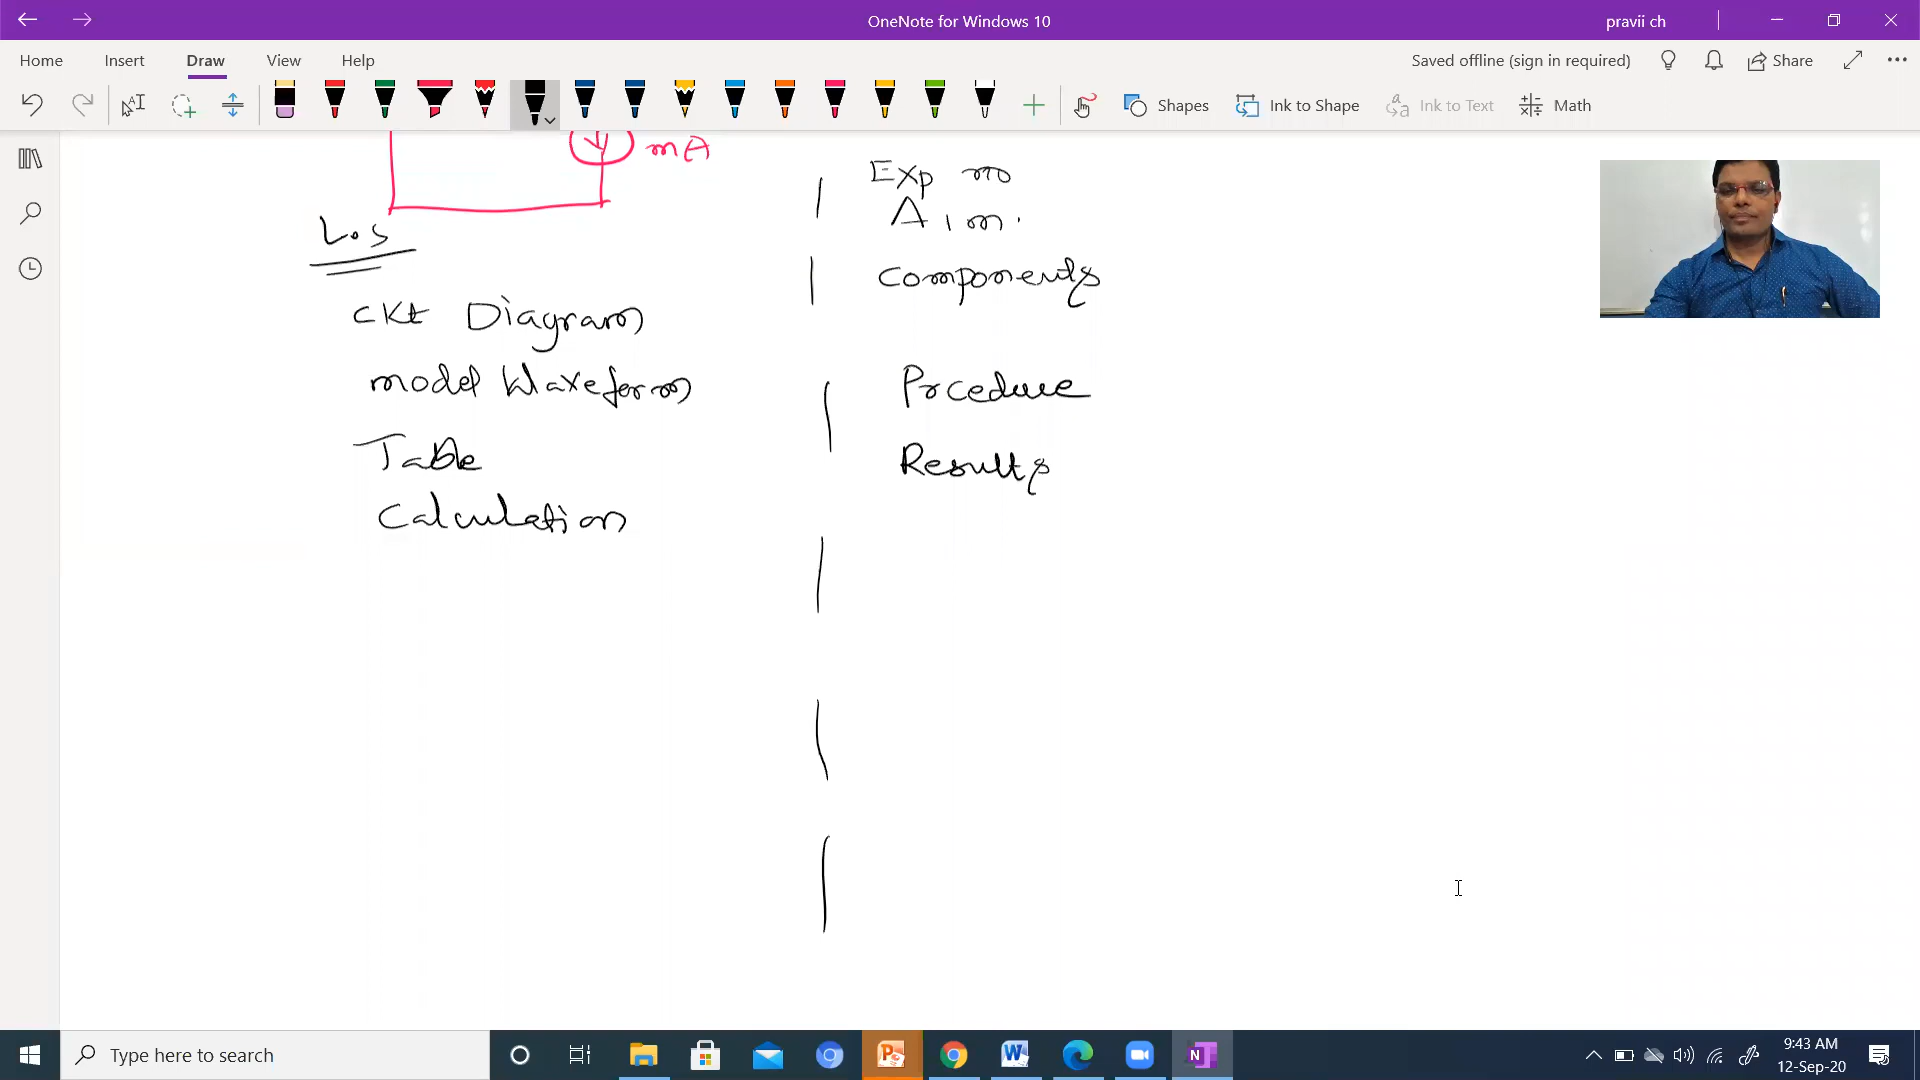 OneNote for Windows 10
pravii ch
Home Insert Draw View Help
Saved offline (sign in required) Share
Shapes Ink to Shape Ink to Text Math
mA
Exp no
Aim.
Components
Prcedure
Results
ckt Diagram
model Waveform
Table
Calculation
Type here to search
9:43 AM
12-Sep-20